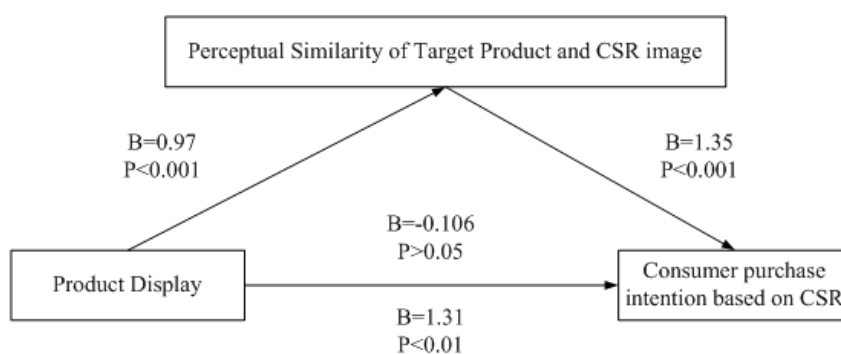 Perceptual Similarity of Target Product and CSR image
B=0.97
P<0.001
B=1.35
P<0.001
B=-0.106
P>0.05
Product Display
Consumer purchase
intention based on CSR
B=1.31
P<0.01